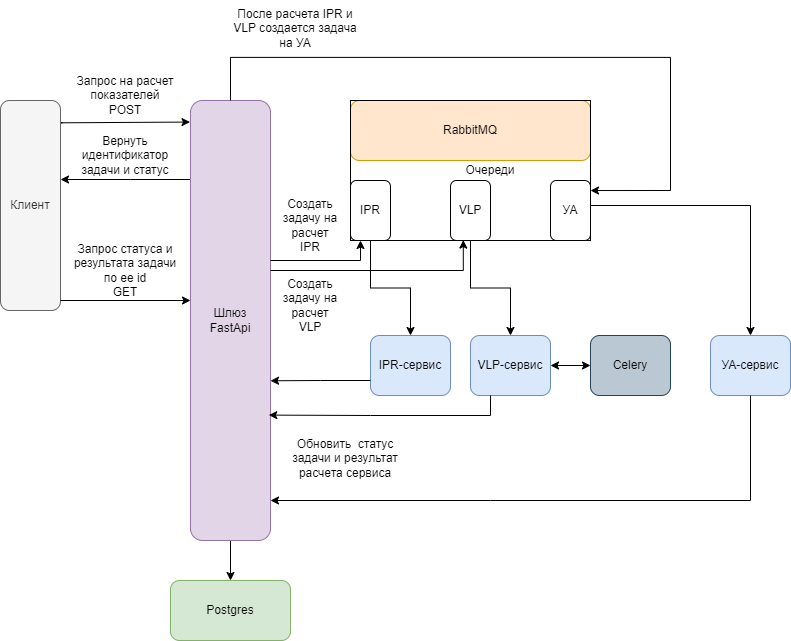 После расчета IPR и
VLP создается задача
на УА
Запрос на расчет
показателей
POST
RabbitMQ
Вернуть
идентификатор
задачи и статус
Очереди
Клиент
Создать
задачу на
расчет
IPR
IPR
VLP
УА
Запрос статуса и
результата задачи
по ее id
GET
Создать
задачу на
расчет
VLP
Шлюз
FastApi
IPR-сервис
VLP-сервис
Celery
УА-сервис
Обновить статус
задачи и результат
расчета сервиса
Postgres